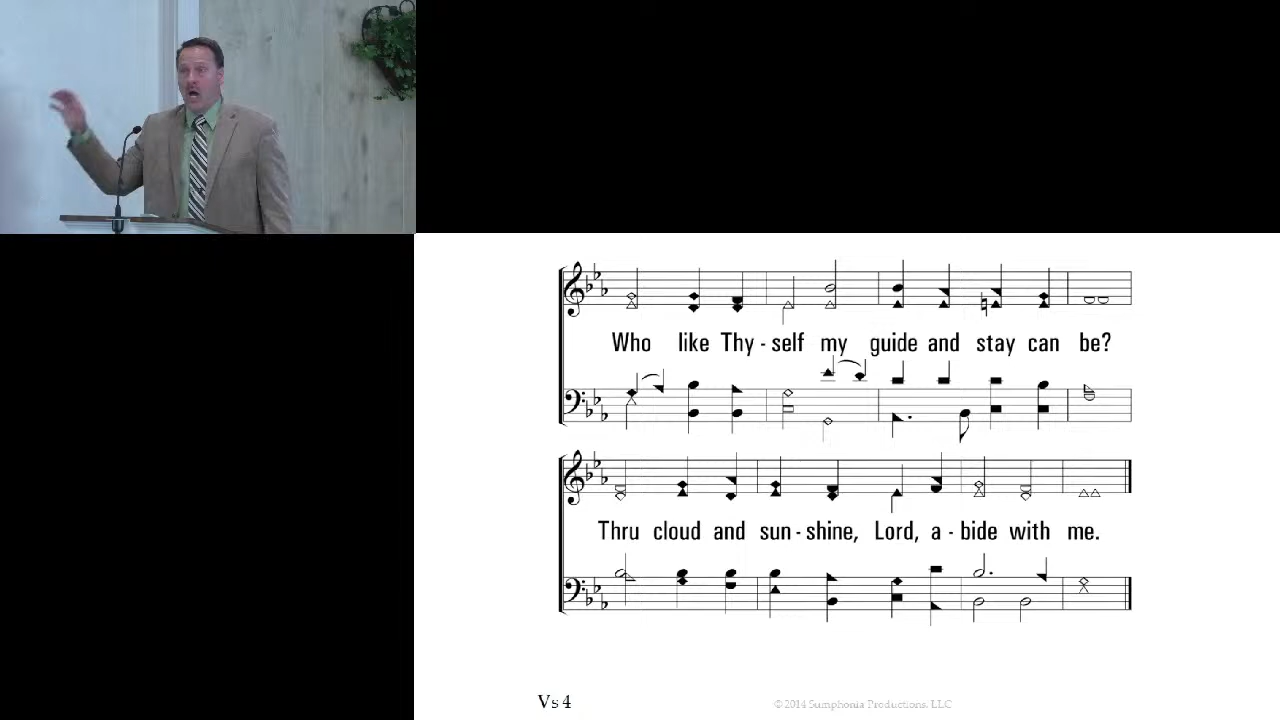 Who like Thy - self my guide and stay can be?
Thru cloud and sun - shine, Lord, a - bide with me.
Vs 4
©2014 Sumphonia Productions, LLC